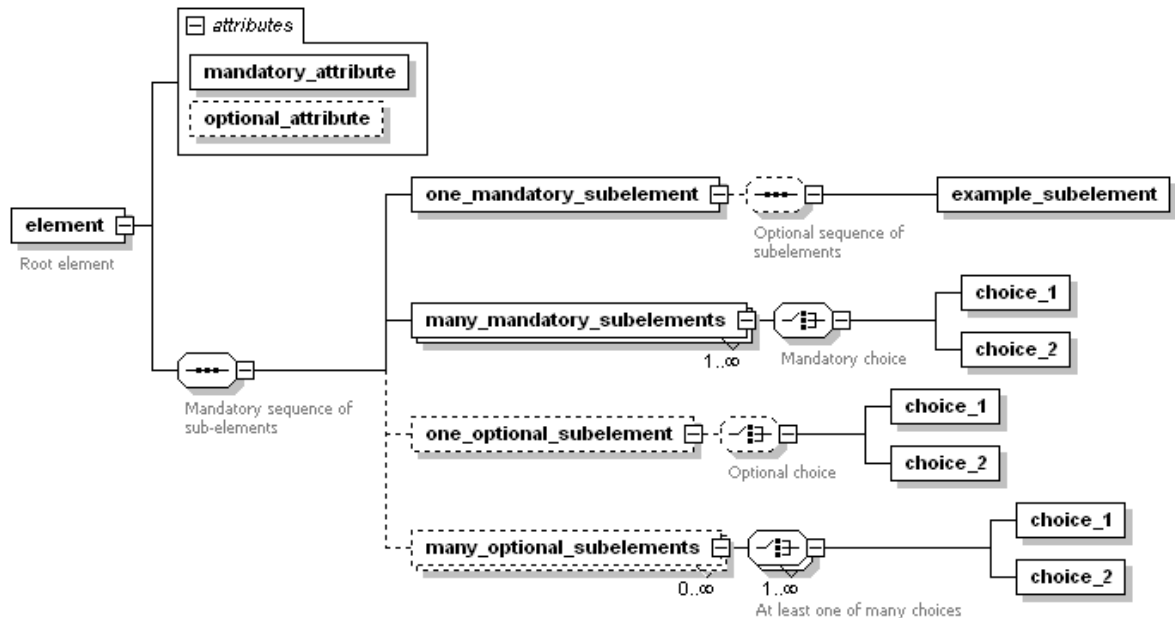 attributes
mandatory_attribute
optional_attribute
one_mandatory_subelement
example_subelement
Optional sequence of
subelements
element
Root element
many_mandatory_subelements
1..∞
Mandatory choice
choice_1
choice_2
Mandatory sequence of
sub-elements
one_optional_subelement
Optional choice
choice_1
choice_2
many_optional_subelements
0..∞
1..∞
At least one of many choices
choice_1
choice_2